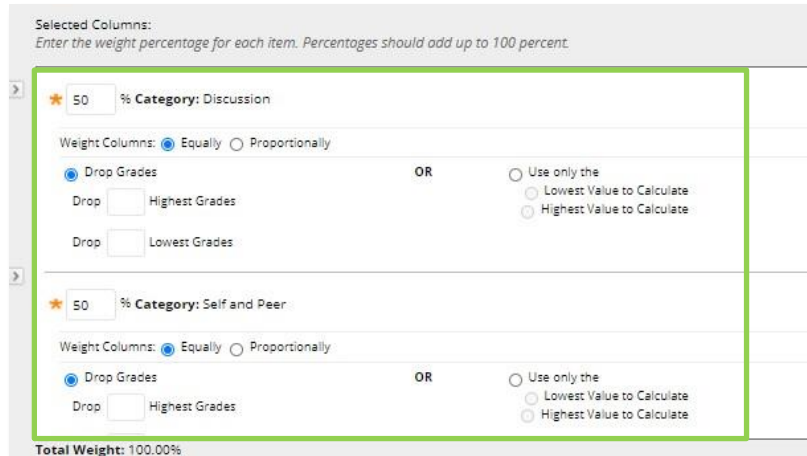 Selected Columns:
Enter the weight percentage for each item. Percentages should add up to 100 percent.
50 % Category: Discussion
Weight Columns: Equally Proportionally
Drop Grades OR Use only the
Lowest Value to Calculate
Drop Highest Grades
Highest Value to Calculate
Drop Lowest Grades
50 % Category: Self and Peer
Weight Columns: Equally Proportionally
Drop Grades OR Use only the
Lowest Value to Calculate
Drop Highest Grades
Highest Value to Calculate
Total Weight: 100.00%